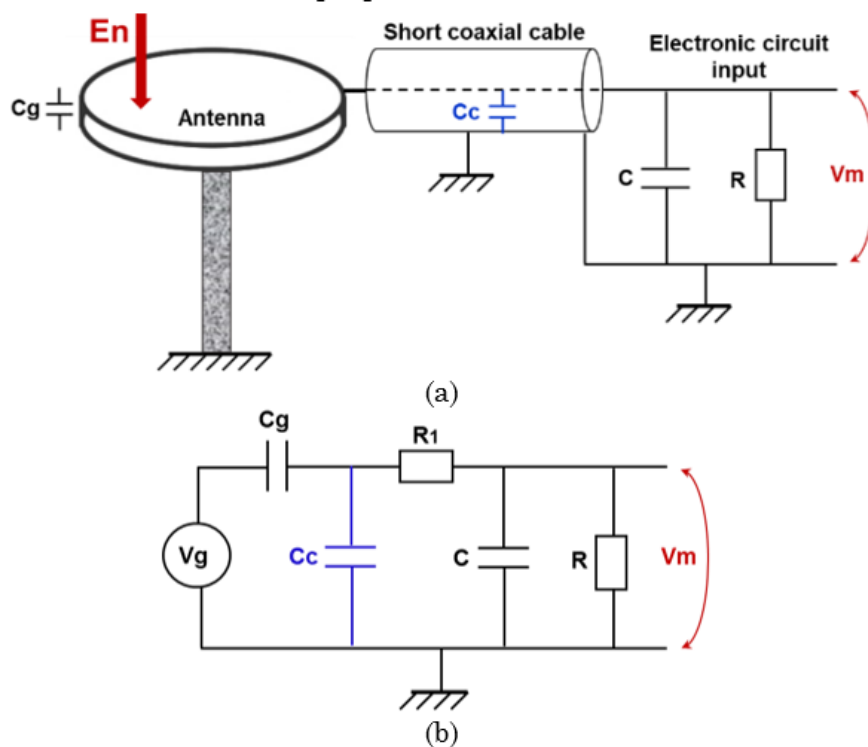 En
Short coaxial cable
Electronic circuit
input
Cg
Antenna
Cc
C
R
Vm
(a)
Cg
R1
Vg
Cc
C
R
Vm
(b)